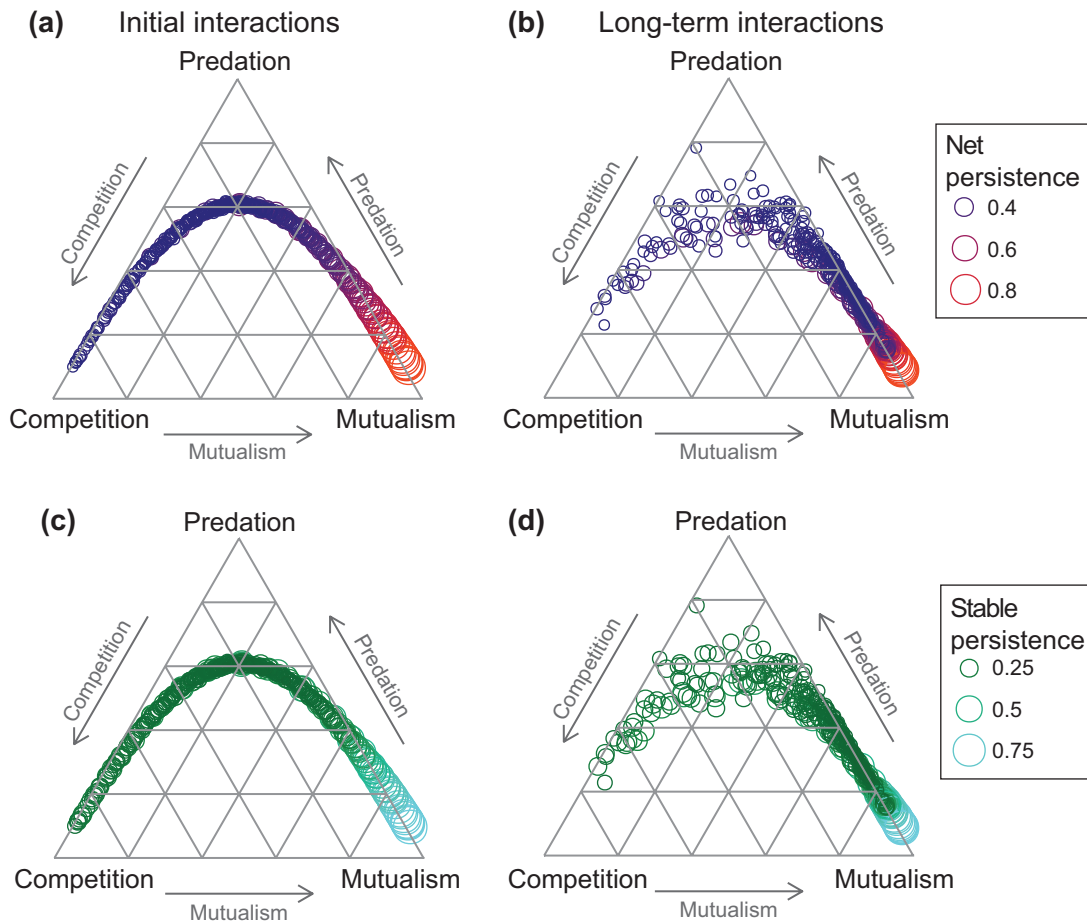 (a) Initial interactions
(b) Long-term interactions
Predation
Predation
Competition
Predation
Competition
Predation
Net
persistence
0.4
0.6
0.8
Competition
Mutualism
Mutualism
Competition
Mutualism
Mutualism
(c)
(d)
Predation
Predation
Competition
Predation
Competition
Predation
Stable
persistence
0.25
0.5
0.75
Competition
Mutualism
Mutualism
Competition
Mutualism
Mutualism